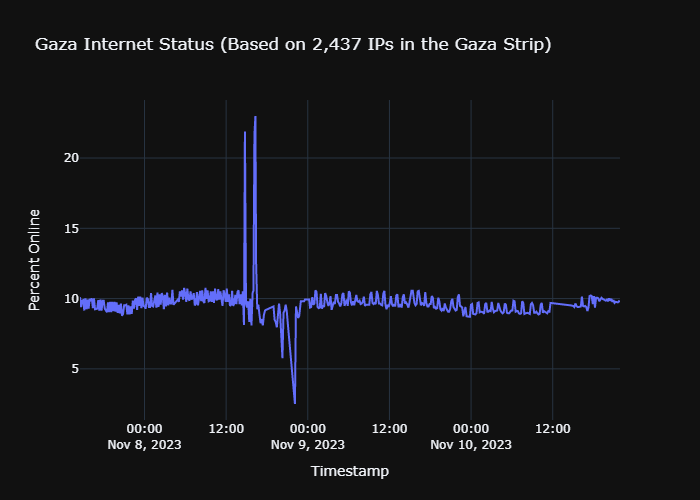 Gaza Internet Status (Based on 2,437 IPs in the Gaza Strip)
20
15
10
5
Percent Online
00:00 12:00 00:00 12:00 00:00 12:00
Nov 8, 2023 Nov 9, 2023 Nov 10, 2023
Timestamp